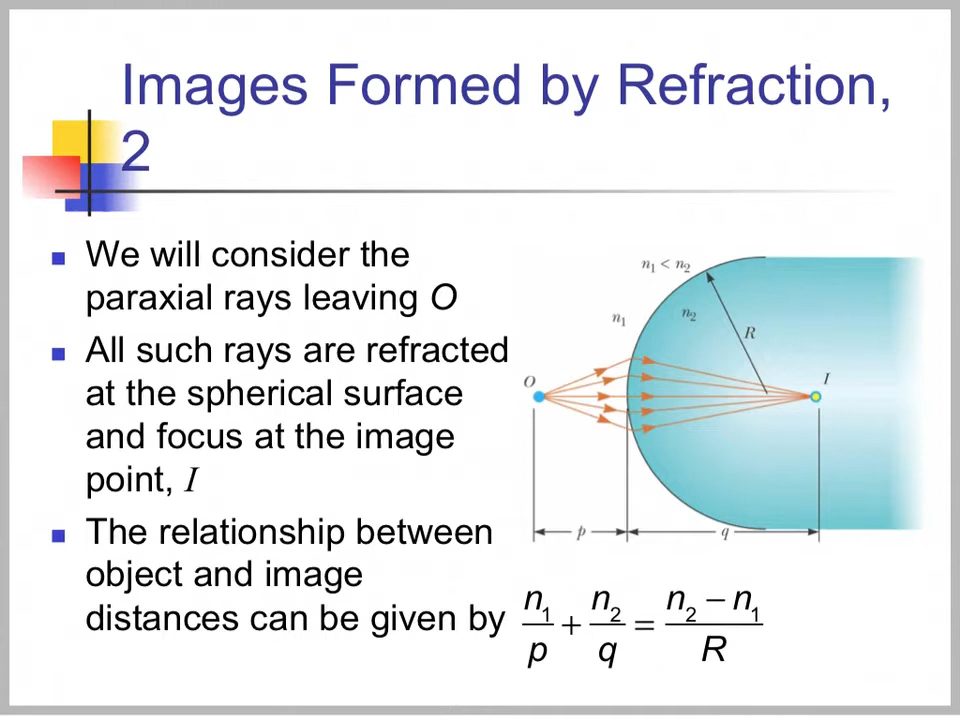 Images Formed by Refraction,
2
We will consider the
paraxial rays leaving O
All such rays are refracted
at the spherical surface
and focus at the image
point, I
The relationship between
object and image
distances can be given by
n₁ < n₂
n₁
n₂
R
O
I
p
q
n₁/p + n₂/q = (n₂ − n₁)/R